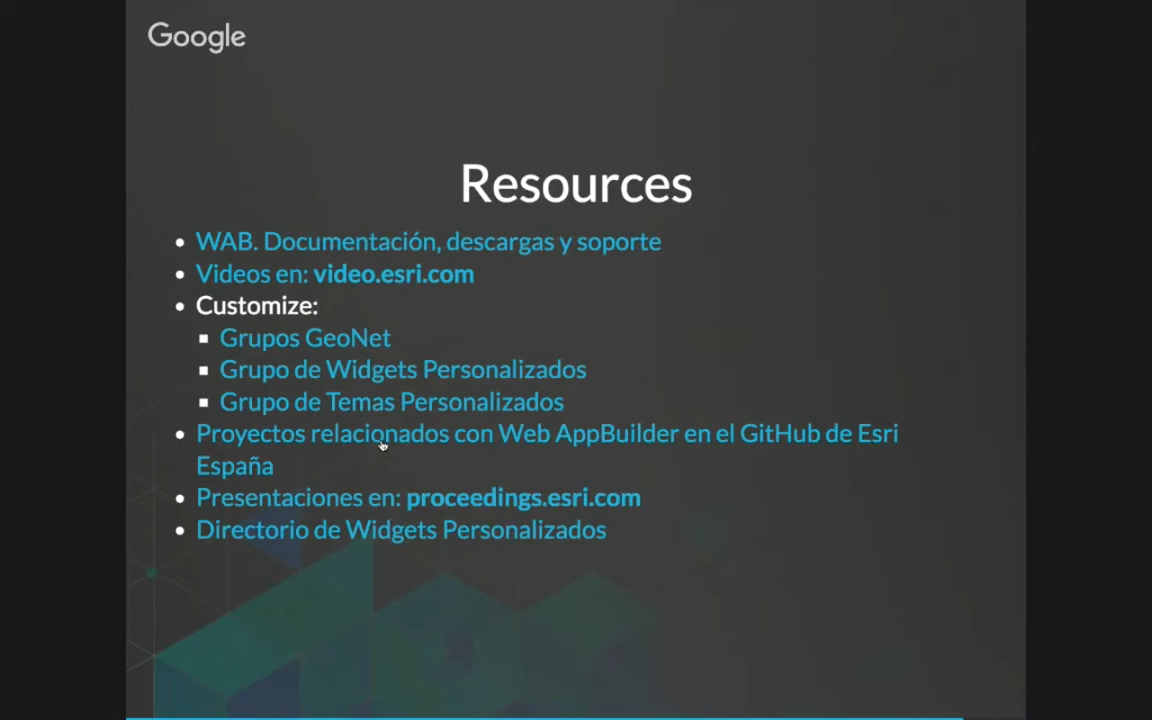 Google
Resources
WAB. Documentación, descargas y soporte
Videos en: video.esri.com
Customize:
Grupos GeoNet
Grupo de Widgets Personalizados
Grupo de Temas Personalizados
Proyectos relacionados con Web AppBuilder en el GitHub de Esri
España
Presentaciones en: proceedings.esri.com
Directorio de Widgets Personalizados